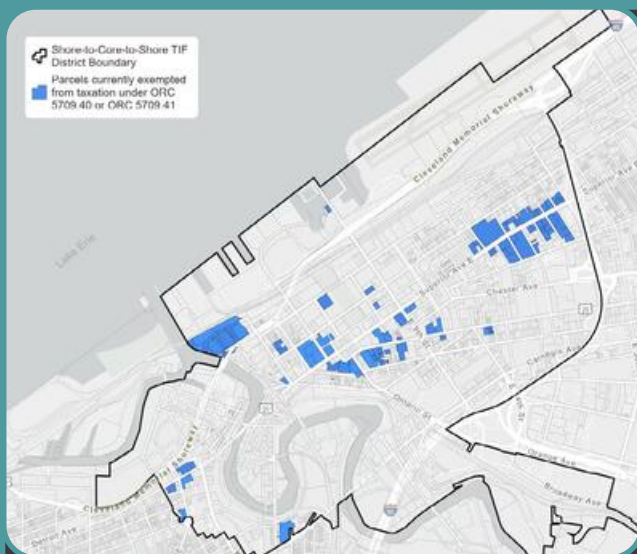 Shore-to-Core-to-Shore TIF
District Boundary
Parcels currently exempted
from taxation under ORC
5709.40 or ORC 5709.41
Cleveland Memorial Shoreway
Lake Erie
Superior Ave E
Superior Ave E
Chester Ave
Carnegie Ave
Ontario St
Orange Ave
Broadway Ave
Cleveland Memorial Shoreway
Detroit Ave